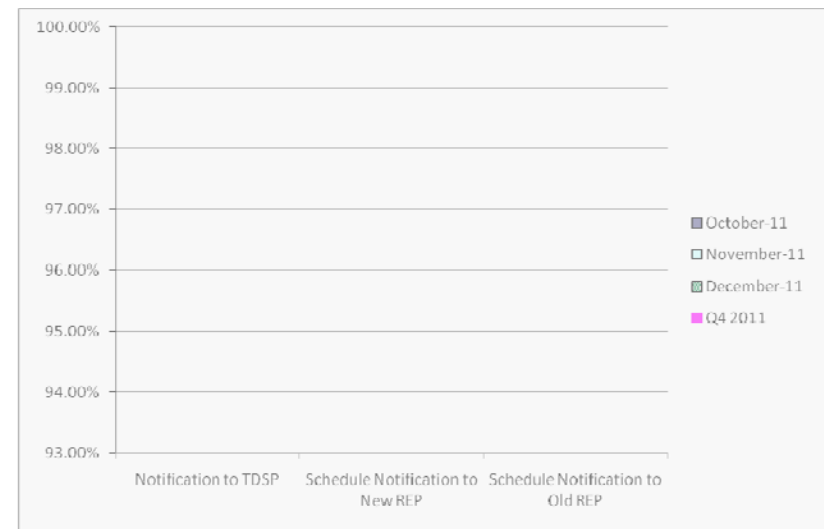 100.00%
99.00%
98.00%
97.00%
96.00%
95.00%
94.00%
93.00%
Notification to TDSP
Schedule Notification to
New REP
Schedule Notification to
Old REP
October-11
November-11
December-11
Q4 2011